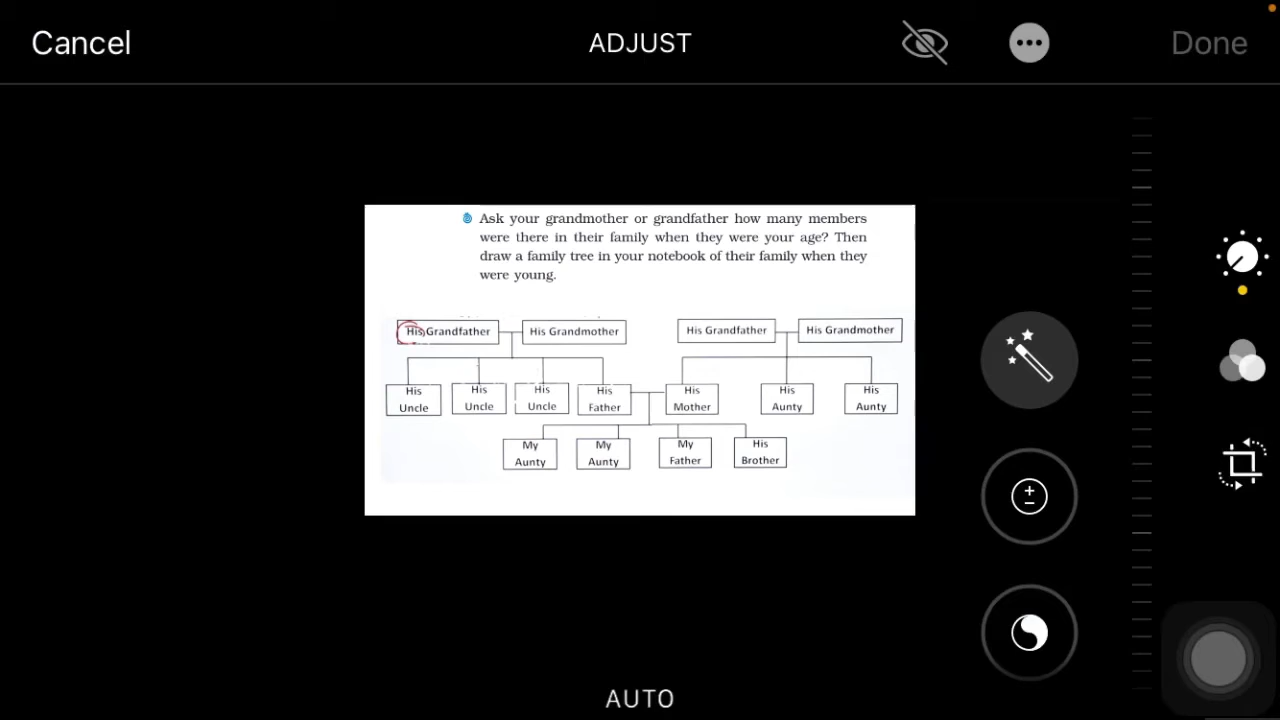 Cancel
ADJUST
Done
Ask your grandmother or grandfather how many members
were there in their family when they were your age? Then
draw a family tree in your notebook of their family when they
were young.
His Grandfather
His Grandmother
His Grandfather
His Grandmother
His
Uncle
His
Uncle
His
Uncle
His
Father
His
Mother
His
Aunty
His
Aunty
My
Aunty
My
Aunty
My
Father
His
Brother
AUTO